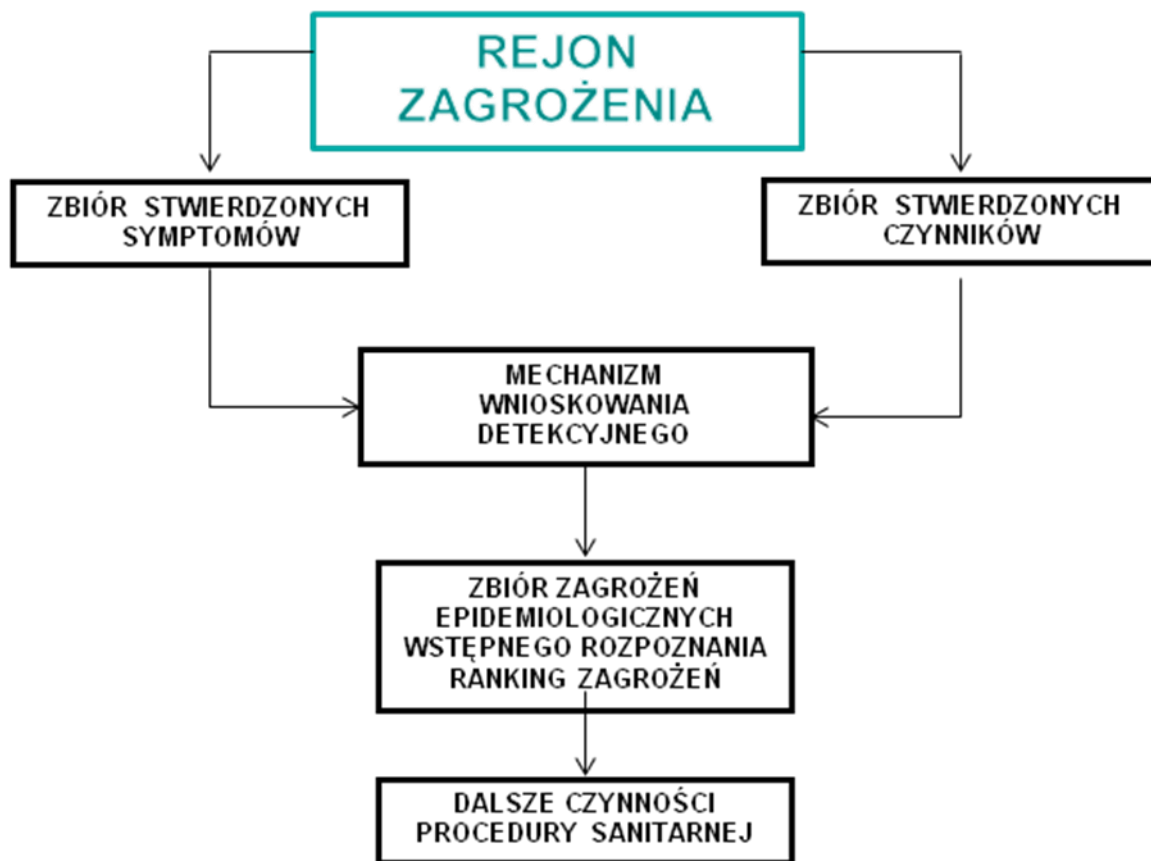 REJON
ZAGROŻENIA
ZBIÓR STWIERDZONYCH
SYMPTOMÓW
ZBIÓR STWIERDZONYCH
CZYNNIKÓW
MECHANIZM
WNIOSKOWANIA
DETEKCYJNEGO
ZBIÓR ZAGROŻEŃ
EPIDEMIOLOGICZNYCH
WSTĘPNEGO ROZPOZNANIA
RANKING ZAGROŻEŃ
DALSZE CZYNNOŚCI
PROCEDURY SANITARNEJ